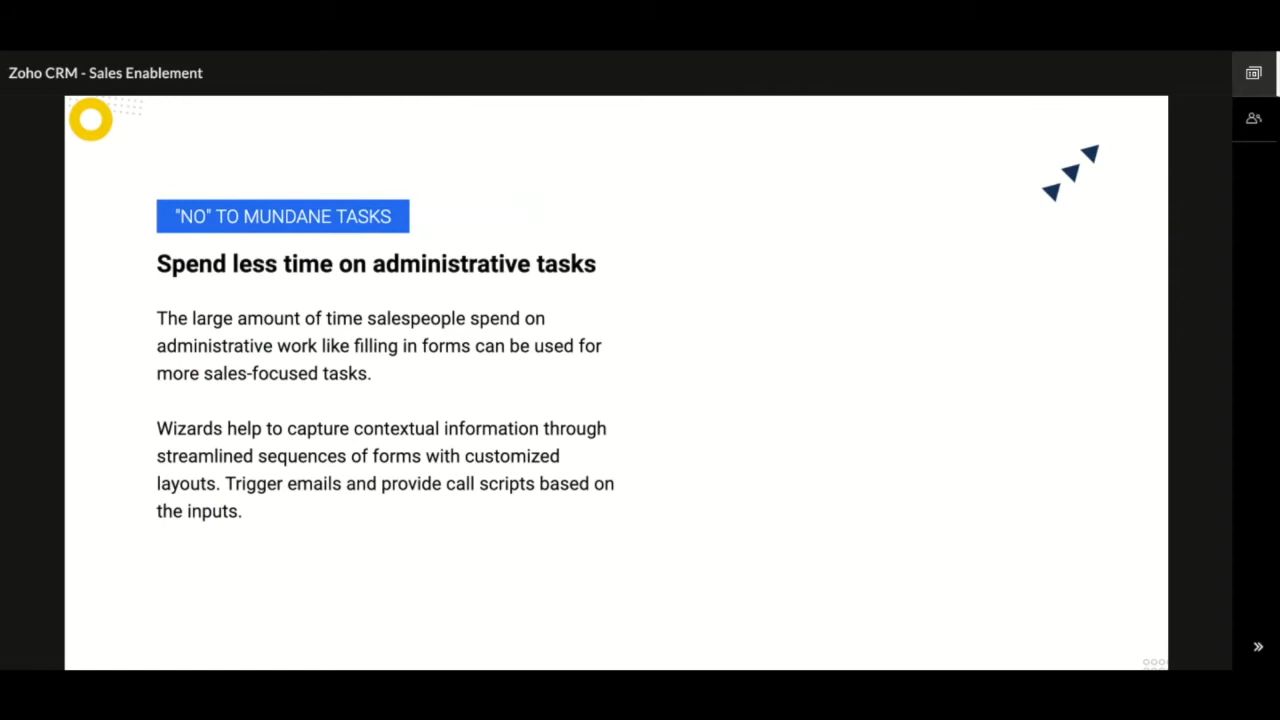 Zoho CRM - Sales Enablement
"NO" TO MUNDANE TASKS
Spend less time on administrative tasks
The large amount of time salespeople spend on
administrative work like filling in forms can be used for
more sales-focused tasks.
Wizards help to capture contextual information through
streamlined sequences of forms with customized
layouts. Trigger emails and provide call scripts based on
the inputs.